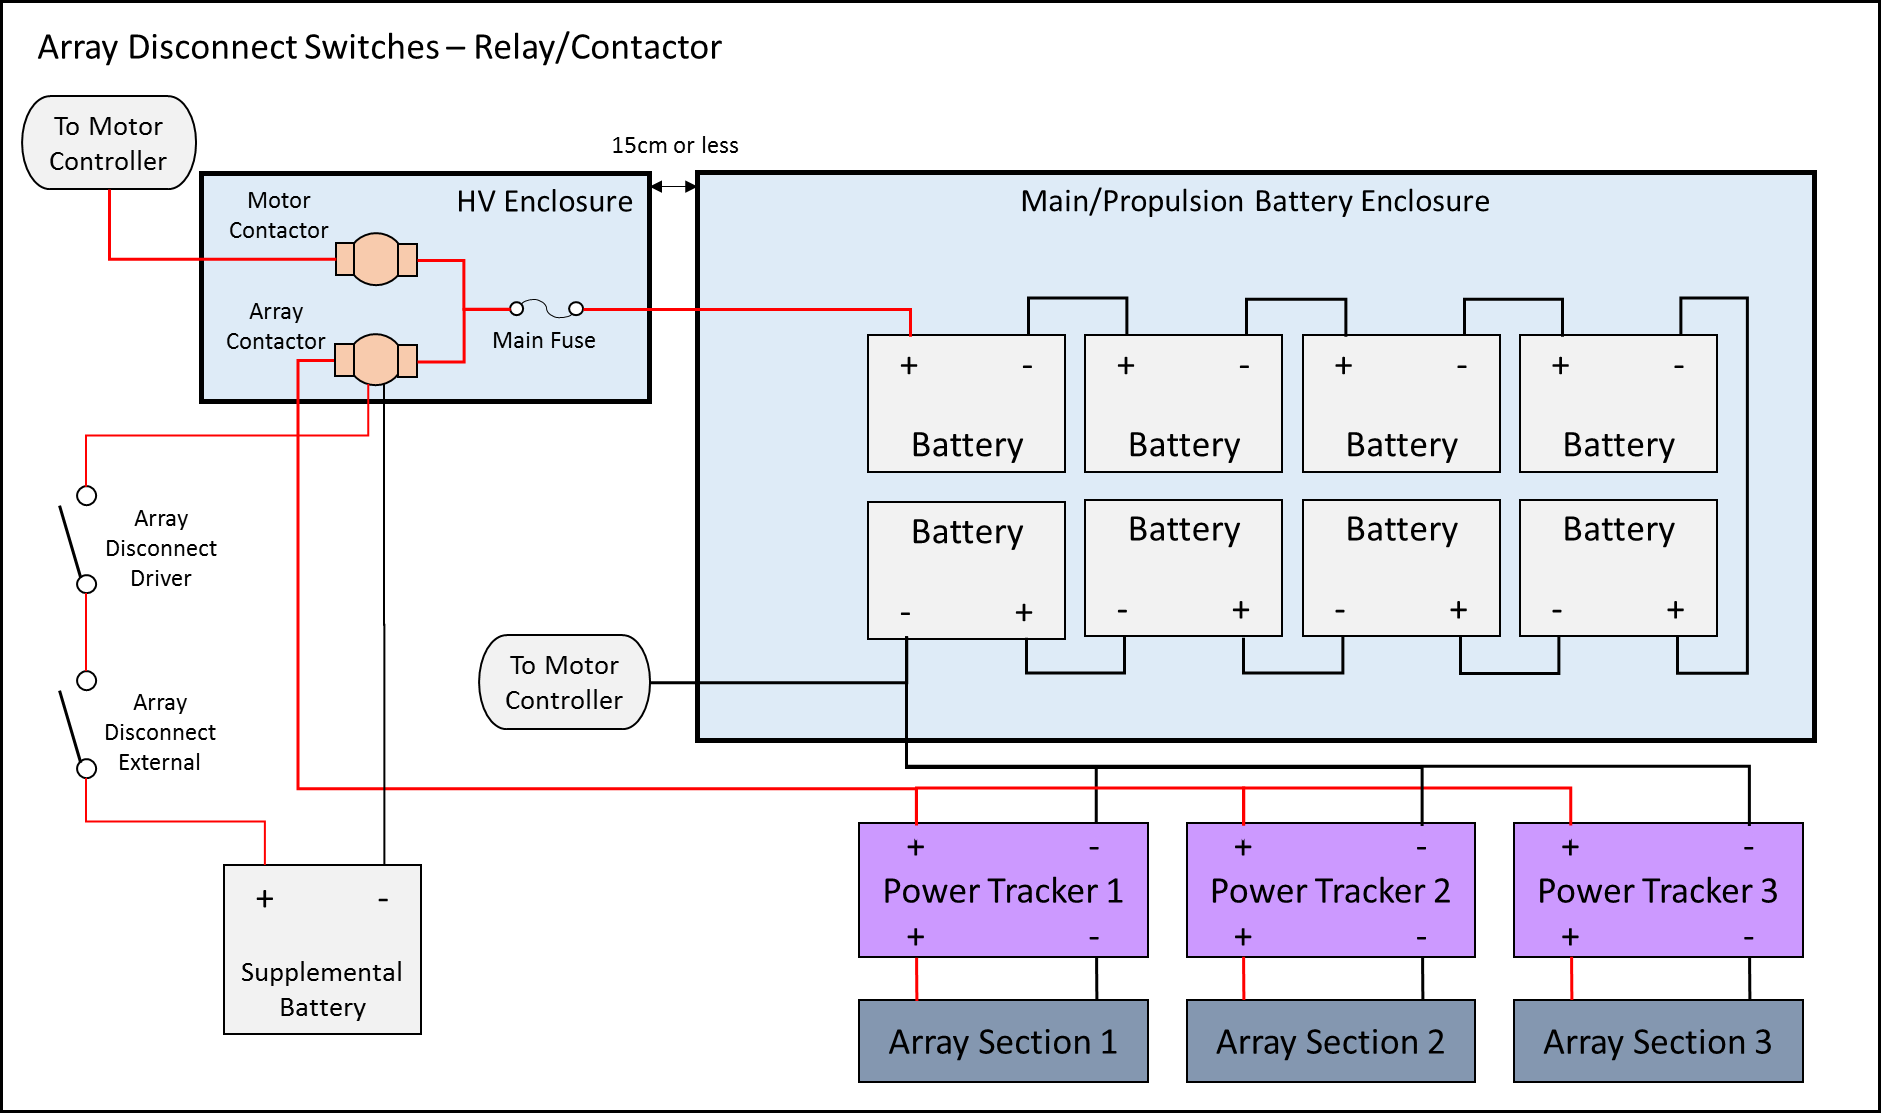 Array Disconnect Switches – Relay/Contactor
To Motor
Controller
15cm or less
Motor
Contactor
HV Enclosure
Array
Contactor
Main Fuse
Main/Propulsion Battery Enclosure
+ -
Battery
+ -
Battery
+ -
Battery
+ -
Battery
Battery
- +
Battery
- +
Battery
- +
Battery
- +
Array
Disconnect
Driver
Array
Disconnect
External
To Motor
Controller
+ -
Supplemental
Battery
+ -
Power Tracker 1
+ -
+ -
Power Tracker 2
+ -
+ -
Power Tracker 3
+ -
Array Section 1
Array Section 2
Array Section 3